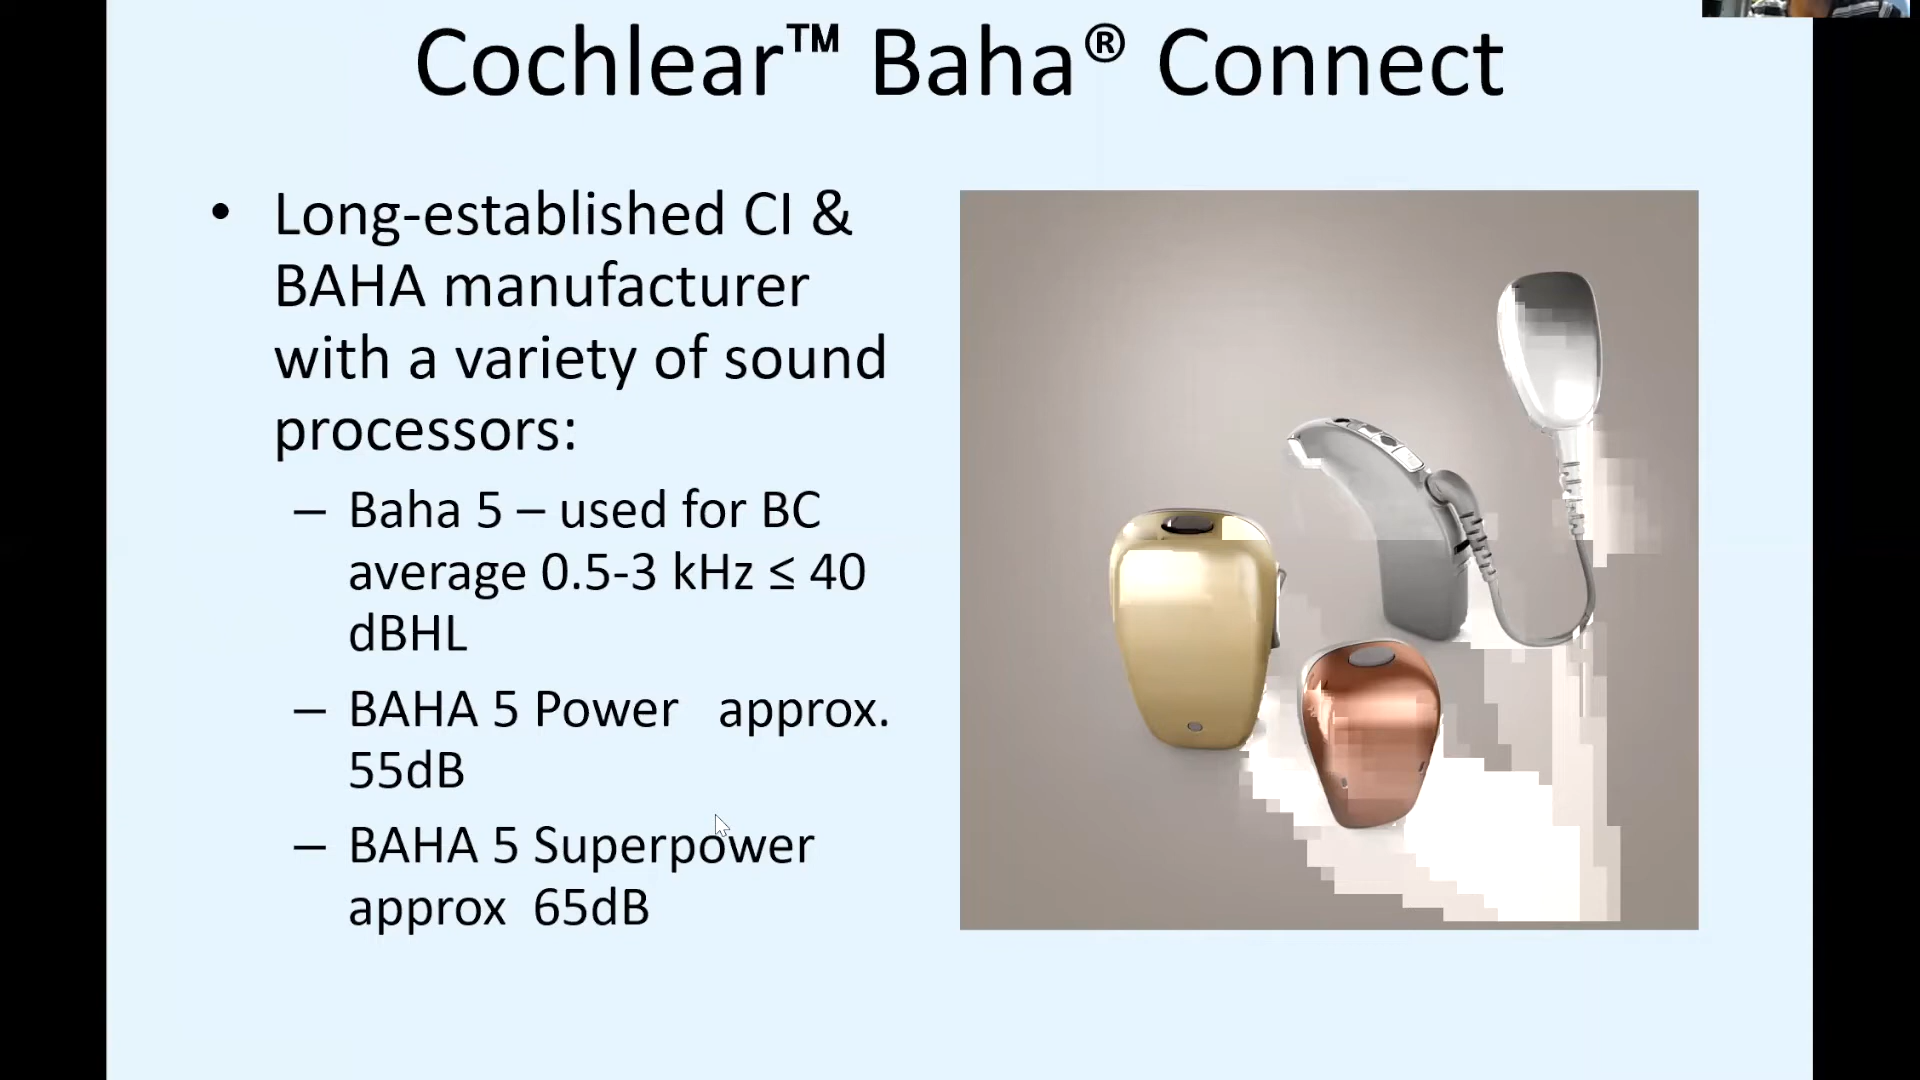 Cochlear™ Baha® Connect
• Long-established CI &
BAHA manufacturer
with a variety of sound
processors:
– Baha 5 – used for BC
average 0.5-3 kHz ≤ 40
dBHL
– BAHA 5 Power approx.
55dB
– BAHA 5 Superpower
approx 65dB